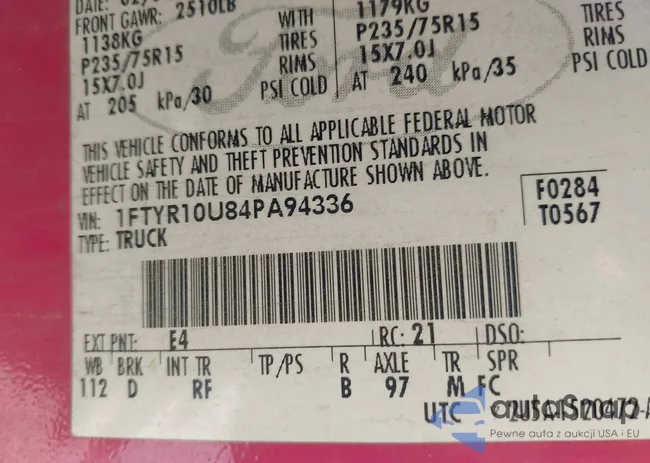 DATE:
FRONT GAWR: 2510LB
1138KG WITH 1179KG TIRES
P235/75R15 TIRES P235/75R15 RIMS
15X7.0J RIMS 15X7.0J PSI COLD
AT 205 kPa/30 PSI COLD AT 240 kPa/35
Ford
THIS VEHICLE CONFORMS TO ALL APPLICABLE FEDERAL MOTOR
VEHICLE SAFETY AND THEFT PREVENTION STANDARDS IN
EFFECT ON THE DATE OF MANUFACTURE SHOWN ABOVE.
VIN: 1FTYR10U84PA94336
F0284
T0567
TYPE: TRUCK
EXT PNT: E4 RC: 21 DSO:
WB BRK INT TR TP/PS R AXLE TR SPR
112 D RF B 97 M FC
UTC
autaSnap
Pewne auta z aukcji USA i EU